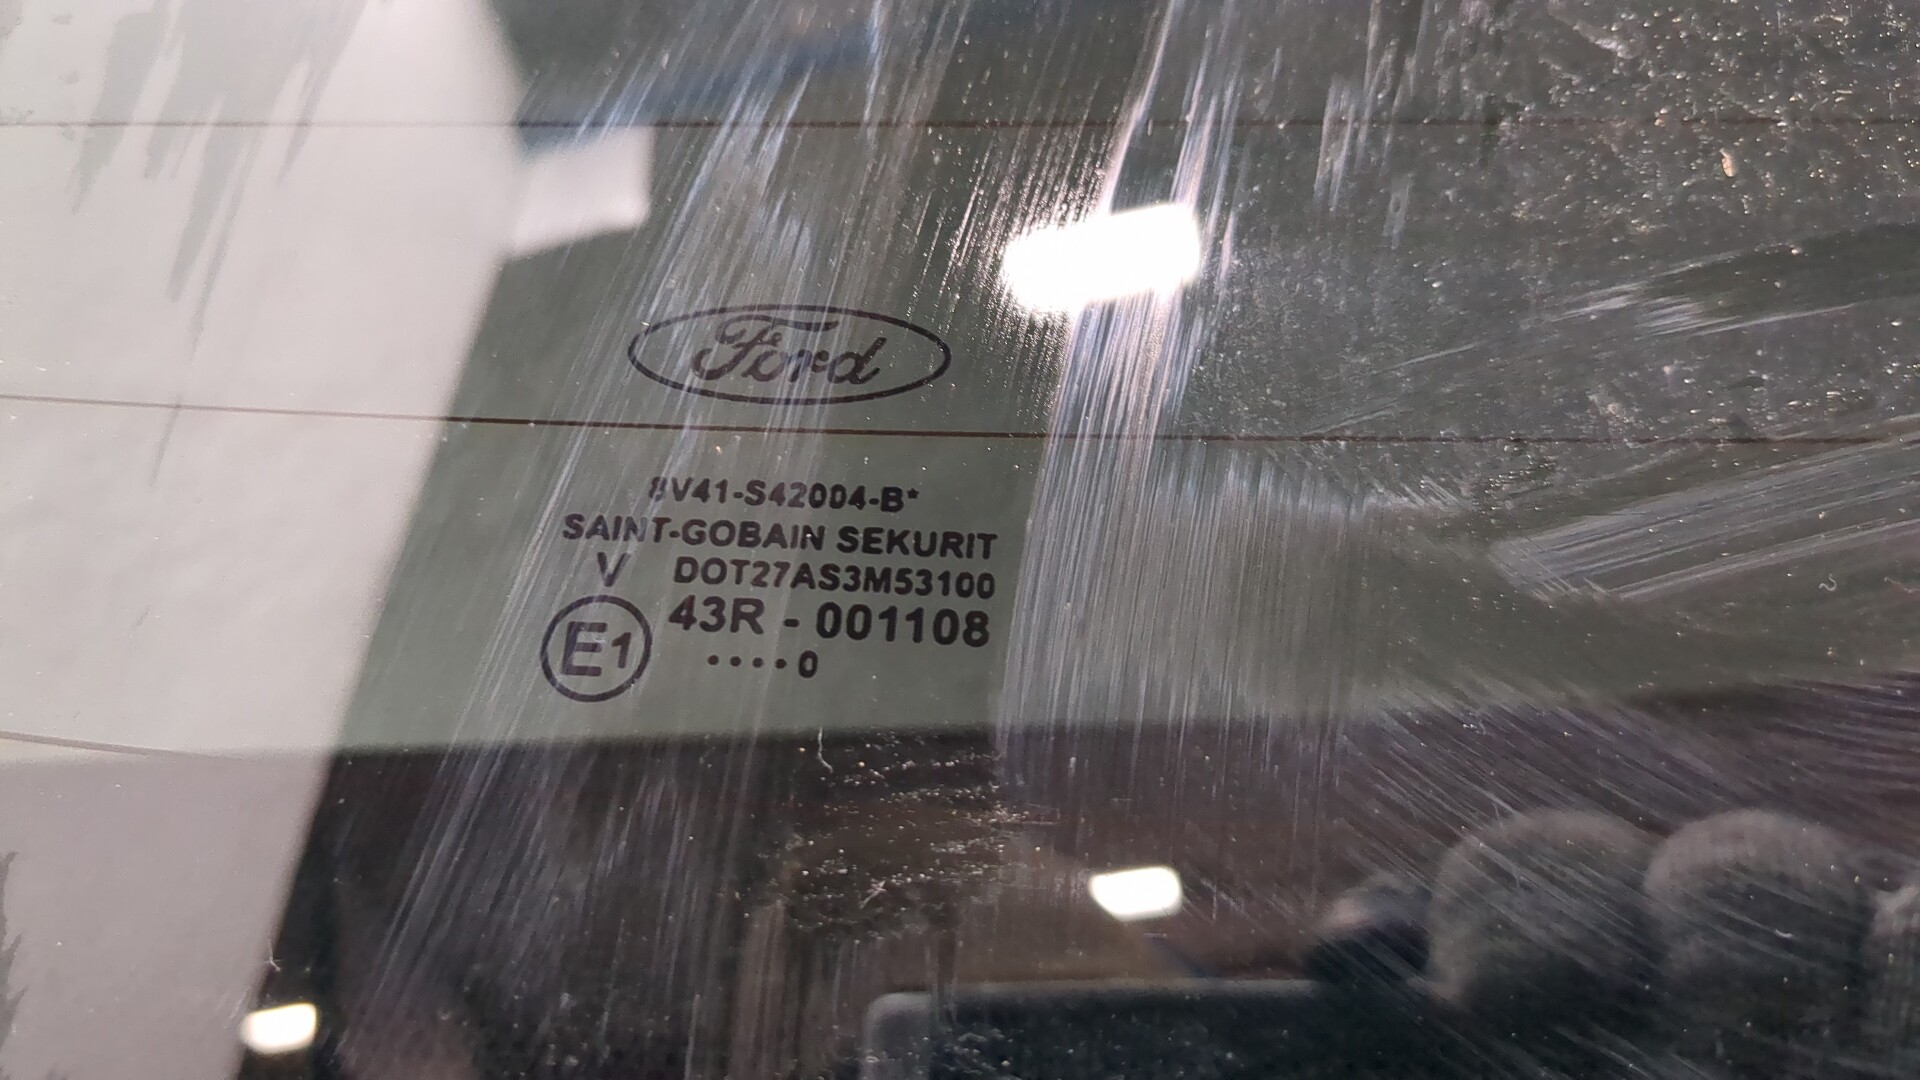 Ford
8V41-S42004-B*
SAINT-GOBAIN SEKURIT
V DOT27AS3M53100
E1 43R - 001108
····0